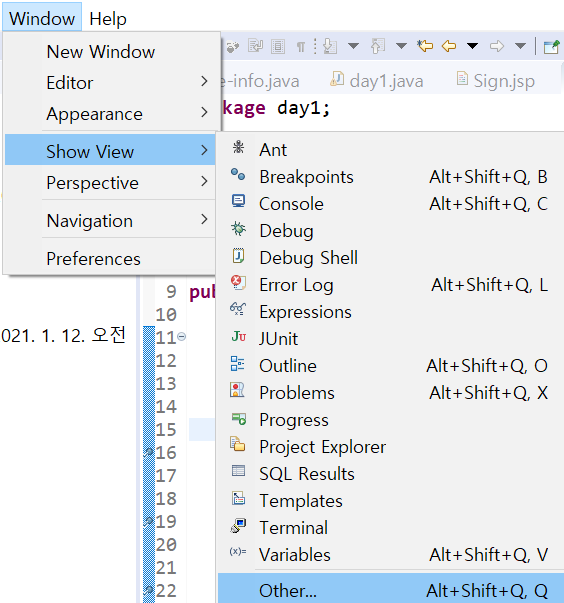 Window Help
New Window
Editor
Appearance
Show View
Perspective
Navigation
Preferences
e-info.java day1.java Sign.jsp
kage day1;
Ant
Breakpoints Alt+Shift+Q, B
Console Alt+Shift+Q, C
Debug
Debug Shell
Error Log Alt+Shift+Q, L
Expressions
JUnit
Outline Alt+Shift+Q, O
Problems Alt+Shift+Q, X
Progress
Project Explorer
SQL Results
Templates
Terminal
Variables Alt+Shift+Q, V
Other... Alt+Shift+Q, Q
021. 1. 12. 오전
9 pu
10
11
12
13
14
15
16
17
18
19
20
21
22